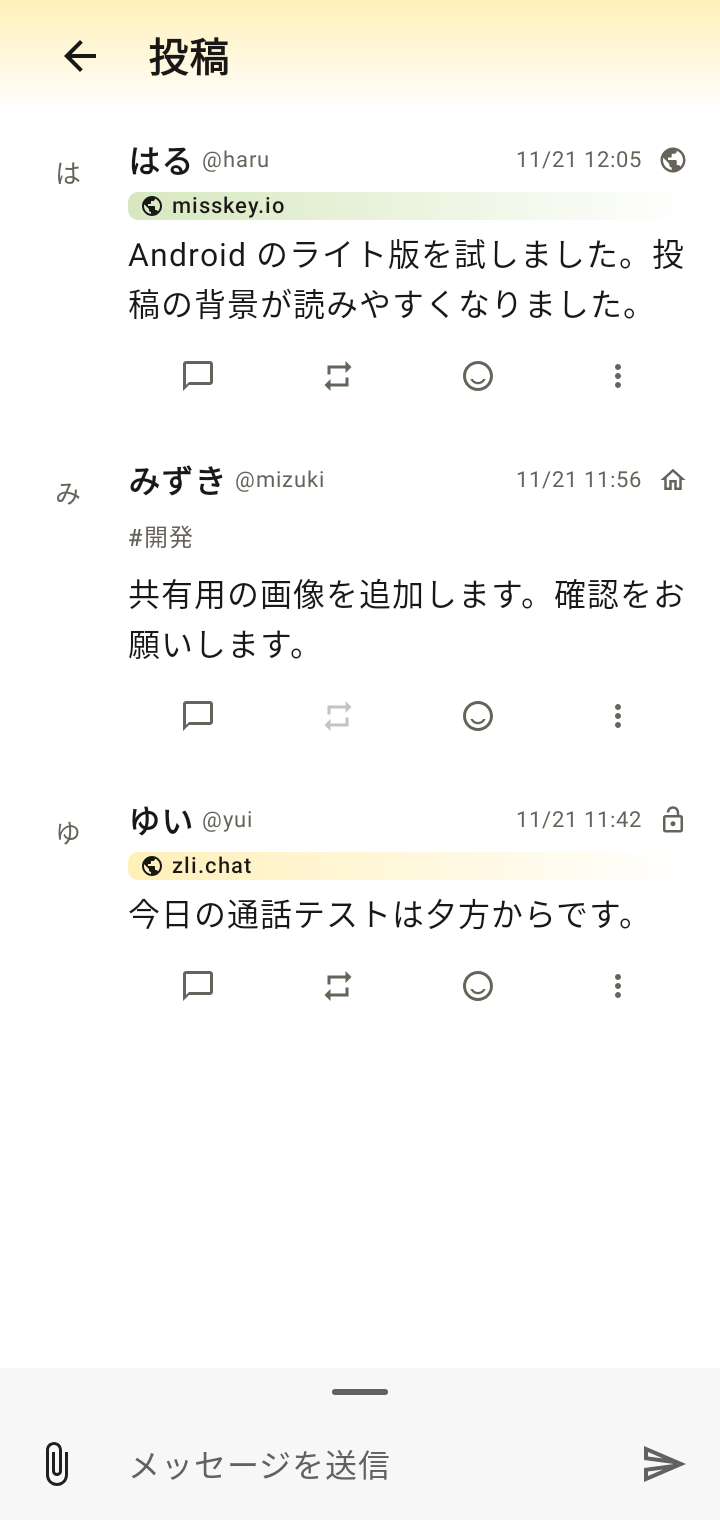 投稿
は
はる @haru 11/21 12:05
misskey.io
Android のライト版を試しました。投
稿の背景が読みやすくなりました。
み
みずき @mizuki 11/21 11:56
#開発
共有用の画像を追加します。確認をお
願いします。
ゆ
ゆい @yui 11/21 11:42
zli.chat
今日の通話テストは夕方からです。
メッセージを送信